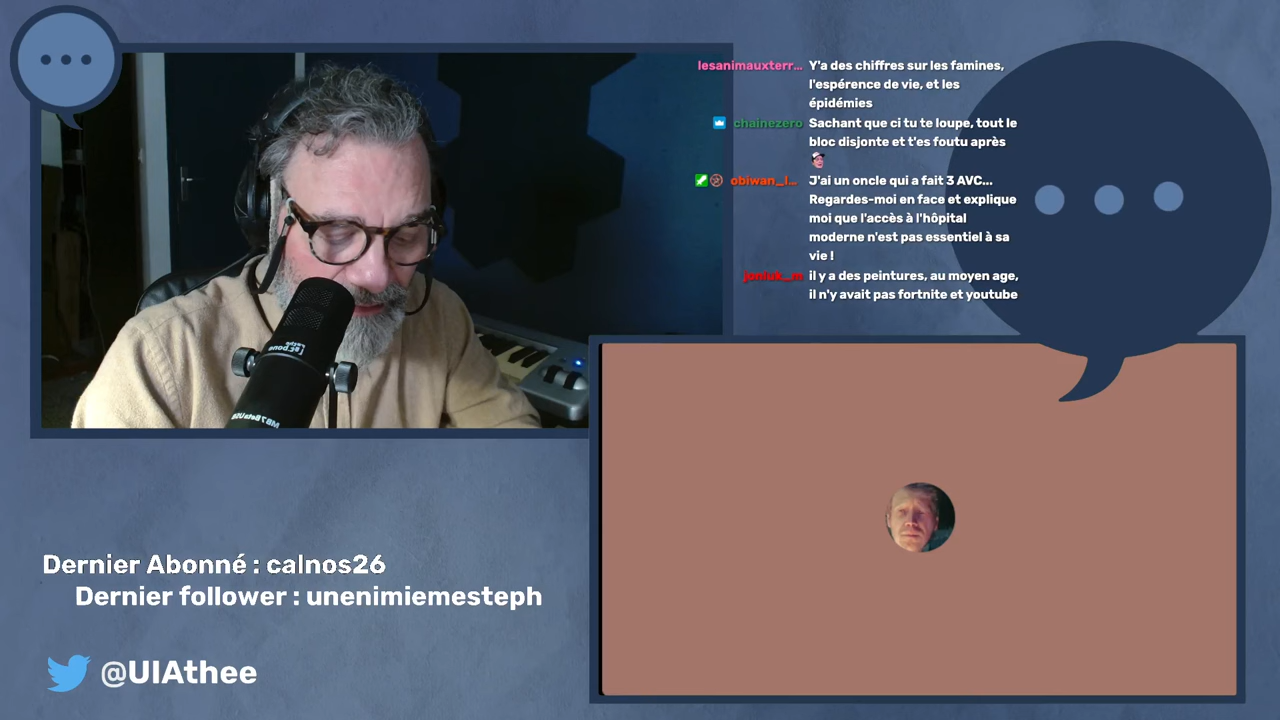 lesanimauxterr... Y'a des chiffres sur les famines,
l'espérence de vie, et les
épidémies
chainezero Sachant que ci tu te loupe, tout le
bloc disjonte et t'es foutu après
obiwan_l... J'ai un oncle qui a fait 3 AVC...
Regardes-moi en face et explique
moi que l'accès à l'hôpital
moderne n'est pas essentiel à sa
vie !
jonluk_m il y a des peintures, au moyen age,
il n'y avait pas fortnite et youtube
Dernier Abonné : calnos26
Dernier follower : unenimiemesteph
@UIAthee